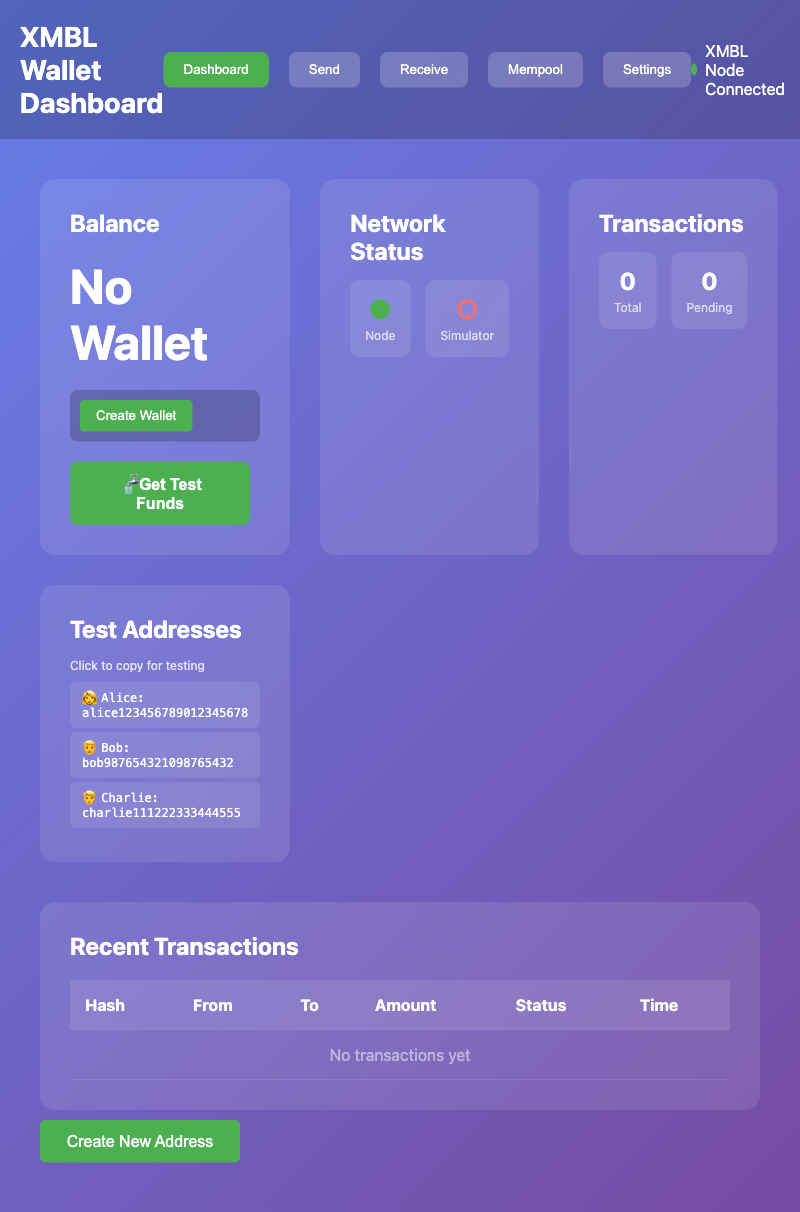 XMBL
Wallet
Dashboard
Dashboard
Send
Receive
Mempool
Settings
XMBL
Node
Connected
Balance
No
Wallet
Create Wallet
Get Test
Funds
Network
Status
Node
Simulator
Transactions
0
Total
0
Pending
Test Addresses
Click to copy for testing
Alice:
alice123456789012345678
Bob:
bob987654321098765432
Charlie:
charlie111222333444555
Recent Transactions
Hash From To Amount Status Time
No transactions yet
Create New Address